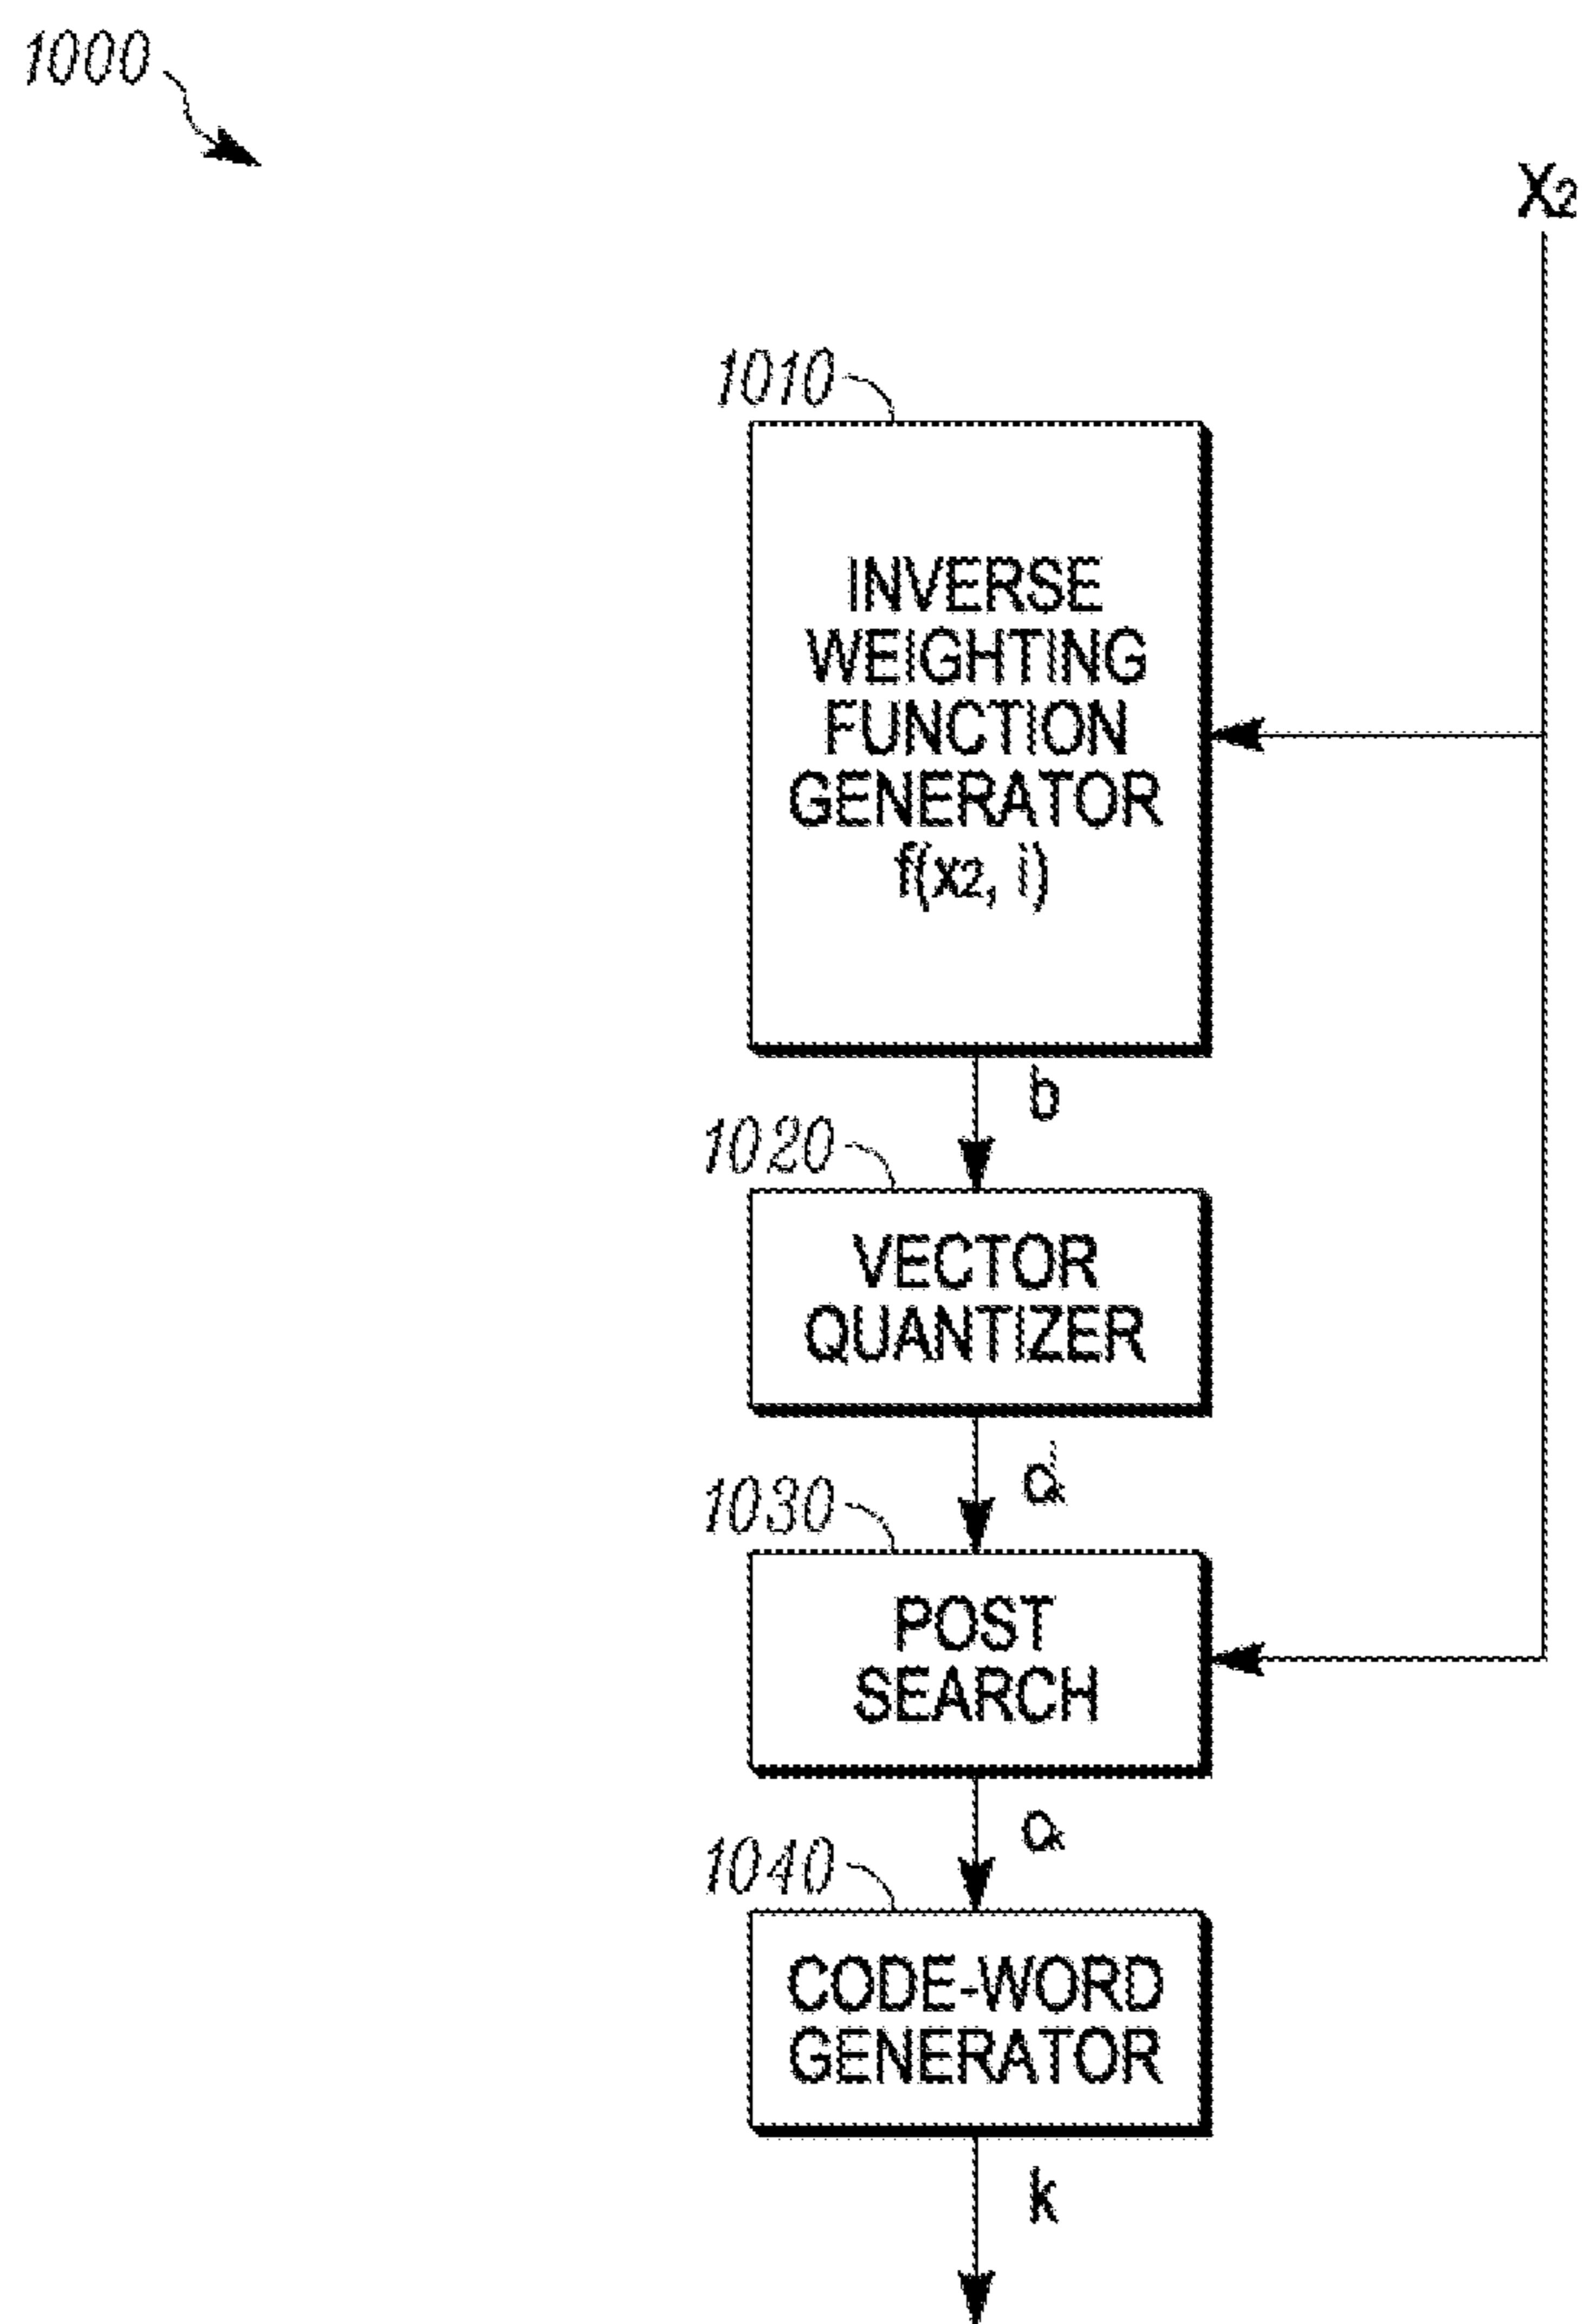 1000
X2
1010
INVERSE
WEIGHTING
FUNCTION
GENERATOR
f(x2, i)
b
1020
VECTOR
QUANTIZER
α'
1030
POST
SEARCH
α
1040
CODE-WORD
GENERATOR
k